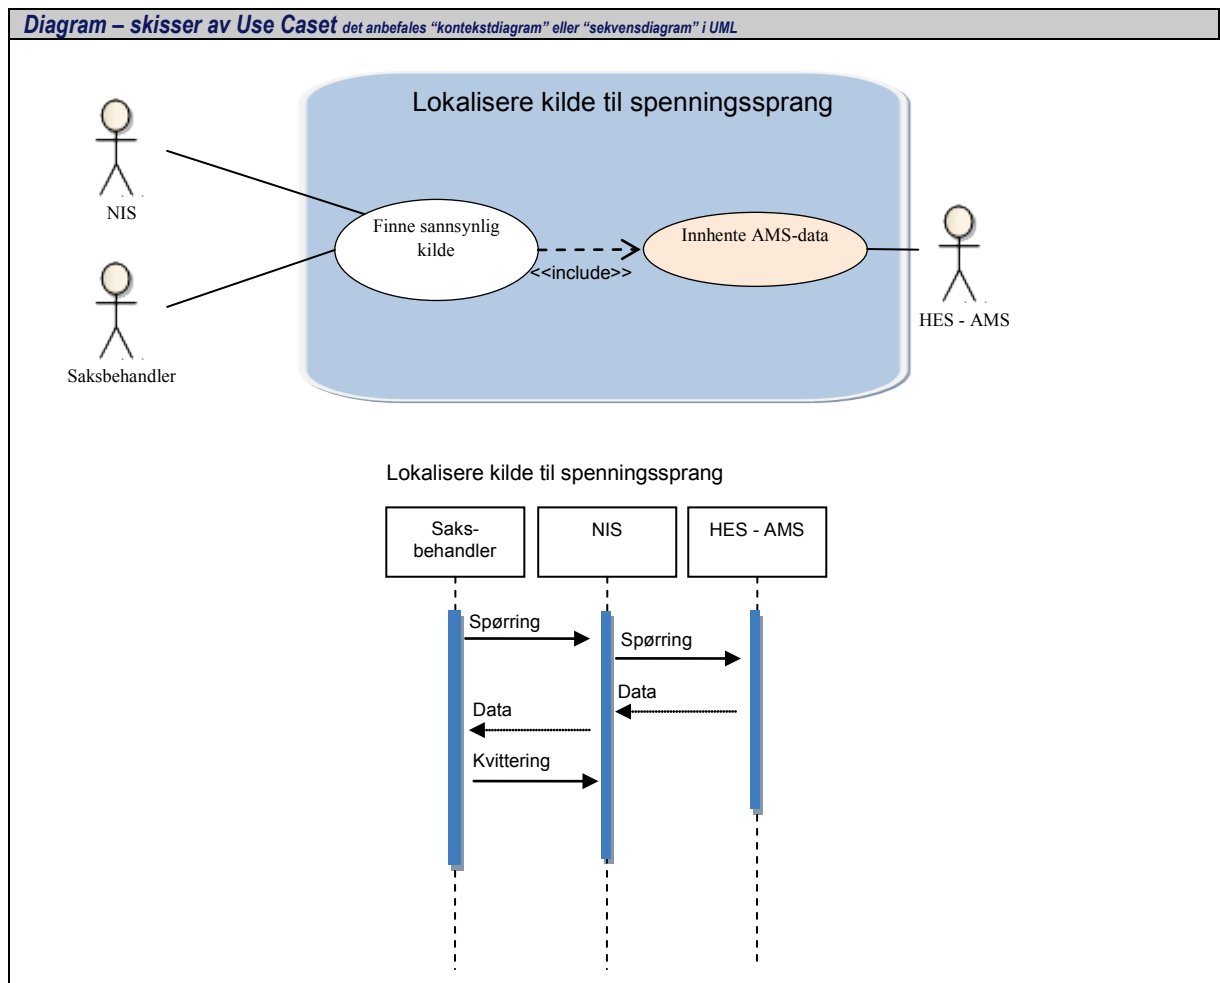 Diagram – skisser av Use Caset det anbefales “kontekstdiagram” eller “sekvensdiagram” i UML
Lokalisere kilde til spenningssprang
NIS
Finne sannsynlig
kilde
<<include>>
Innhente AMS-data
HES - AMS
Saksbehandler
Lokalisere kilde til spenningssprang
Saks-
behandler
NIS
HES - AMS
Spørring
Spørring
Data
Data
Kvittering